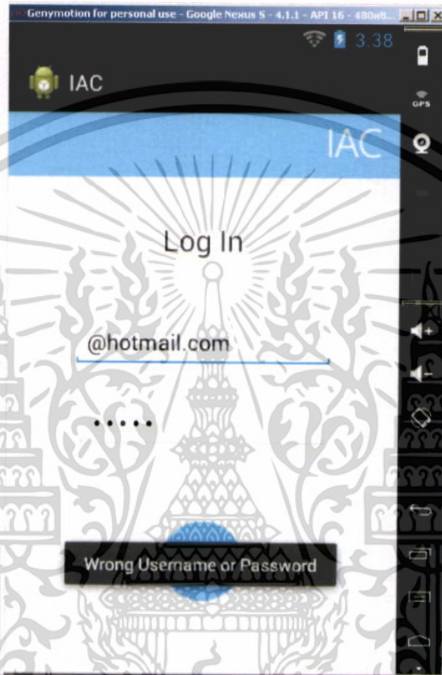 Genymotion for personal use - Google Nexus S - 4.1.1 - API 16 - 480x8...
3.38
IAC
GPS
IAC
Log In
@hotmail.com
Wrong Username or Password